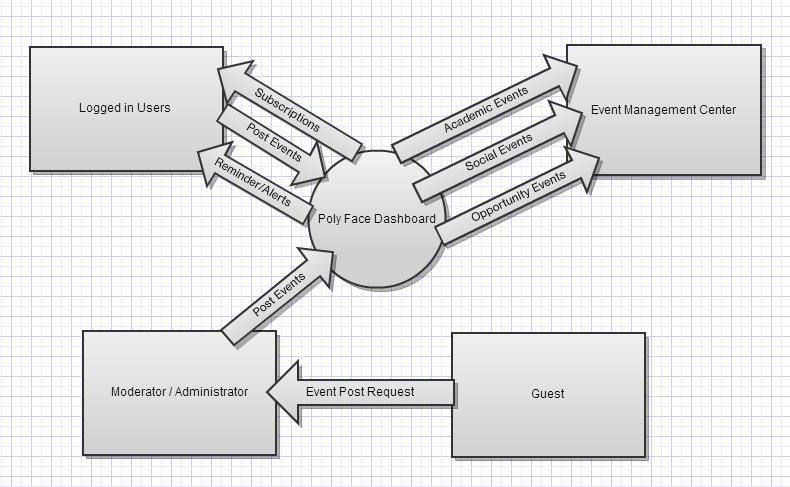 Logged in Users
Subscriptions
Post Events
Reminder/Alerts
Academic Events
Social Events
Opportunity Events
Event Management Center
Poly Face Dashboard
Post Events
Moderator / Administrator
Event Post Request
Guest